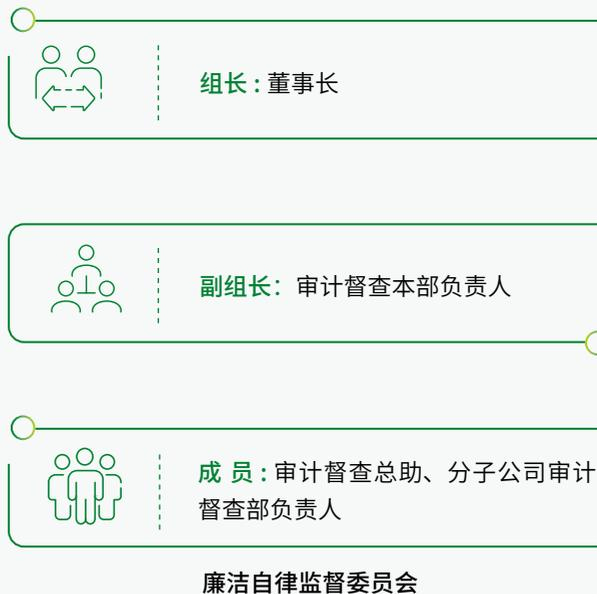 组长 : 董事长
副组长：审计督查本部负责人
成 员 : 审计督查总助、分子公司审计
督查部负责人
廉洁自律监督委员会